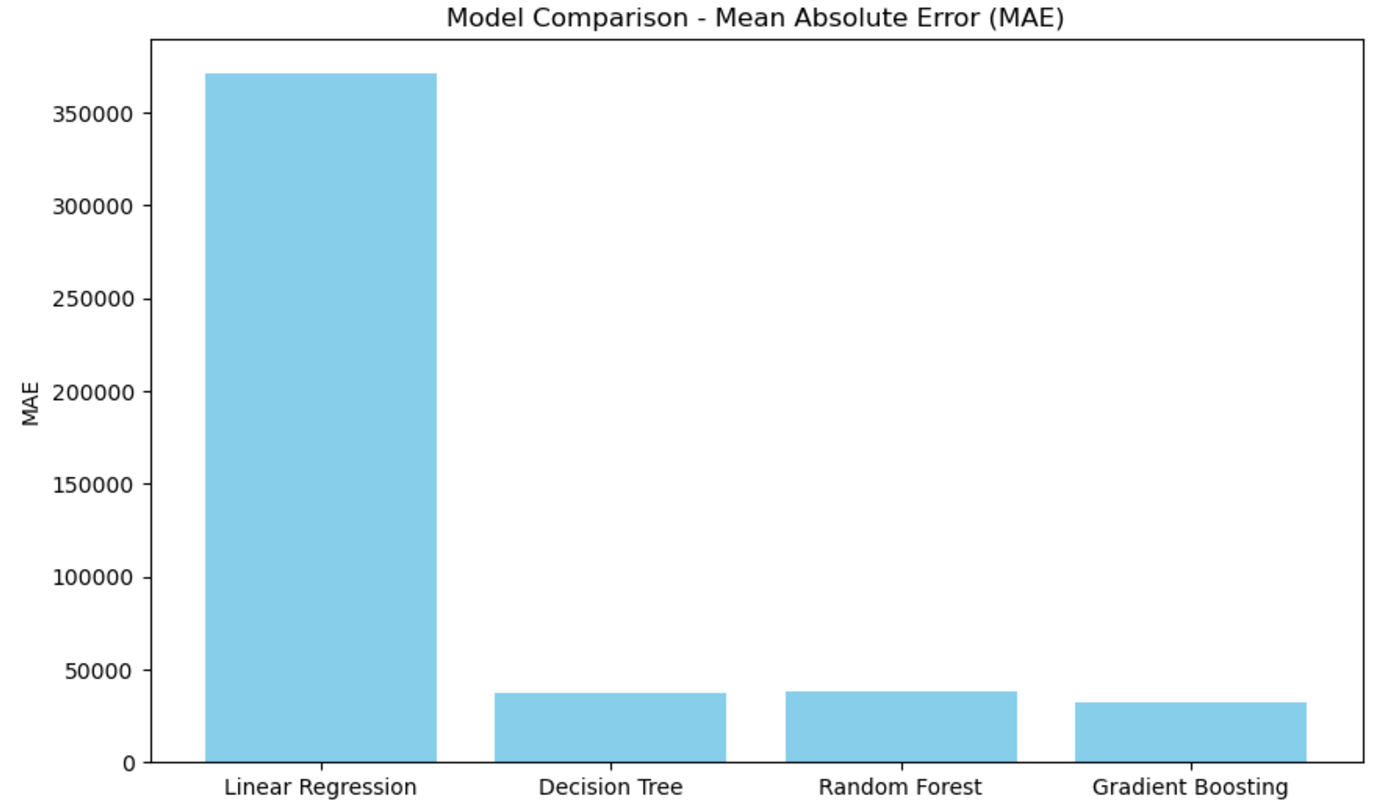 Model Comparison - Mean Absolute Error (MAE)
MAE
350000
300000
250000
200000
150000
100000
50000
0
Linear Regression
Decision Tree
Random Forest
Gradient Boosting